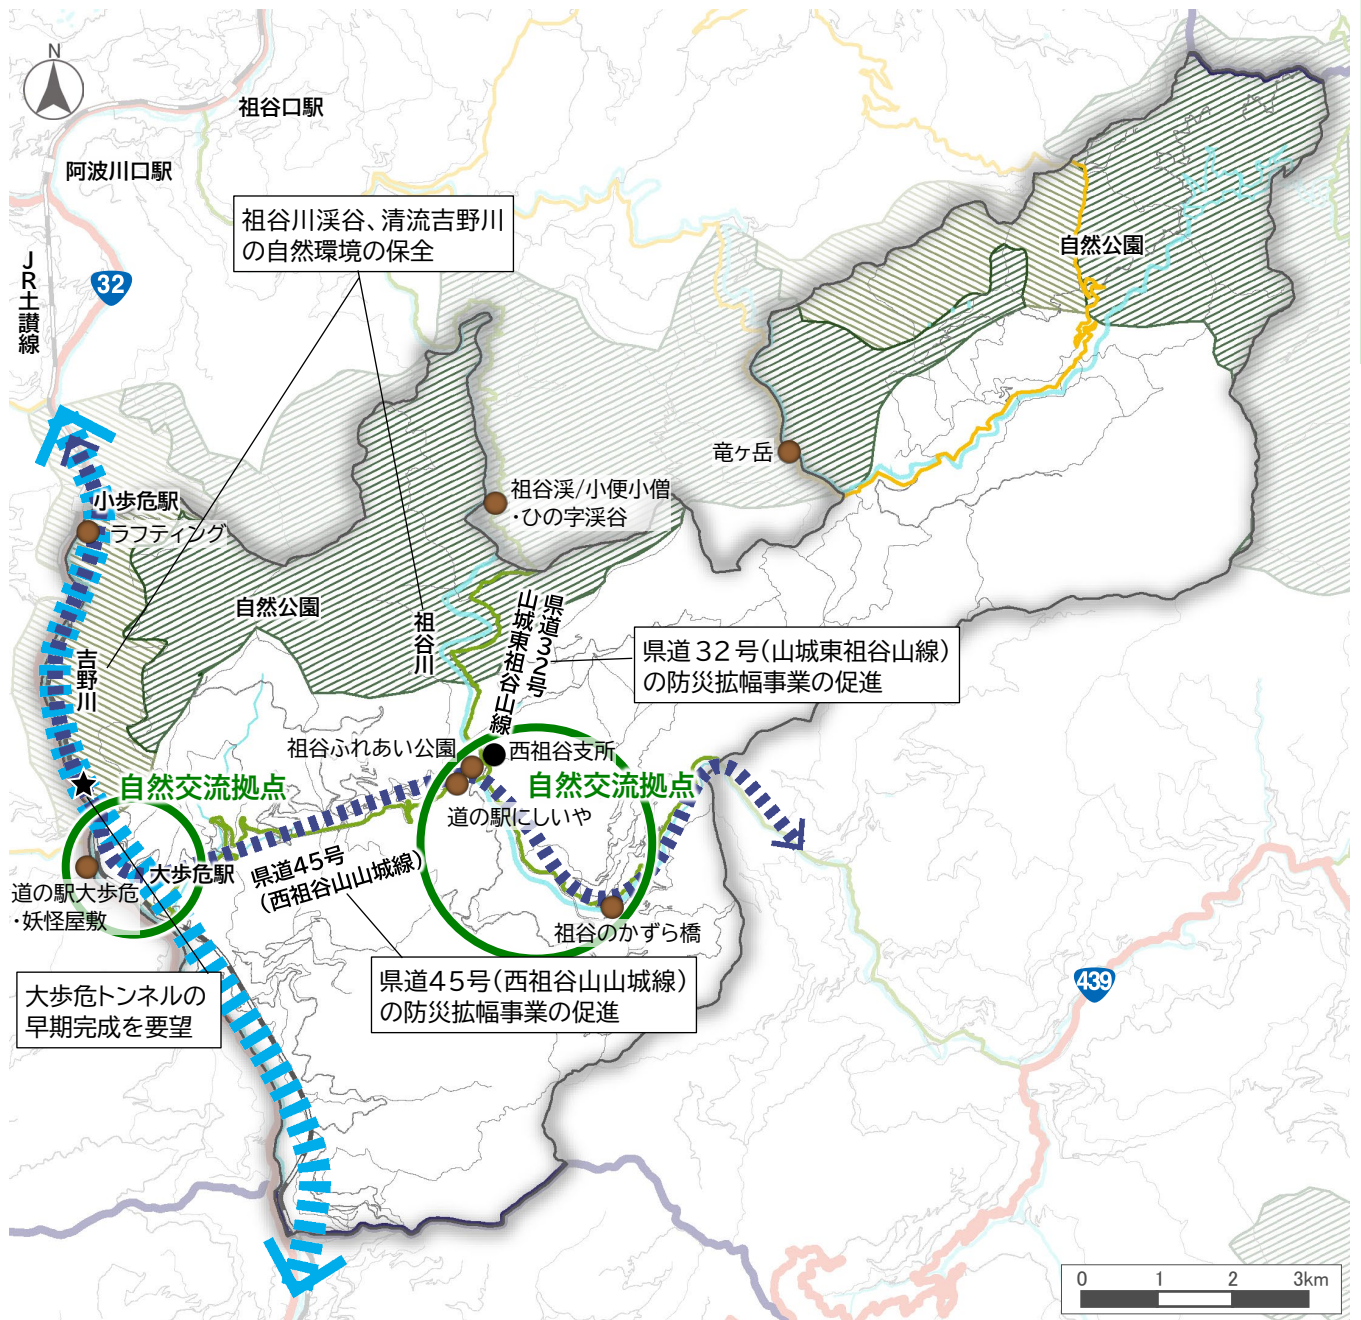 N
祖谷口駅
阿波川口駅
祖谷川渓谷、清流吉野川
の自然環境の保全
自然公園
JR土讃線
32
竜ヶ岳
祖谷渓/小便小僧
・ひの字渓谷
小歩危駅
ラフティング
自然公園
祖谷川
県道32号
山城東祖谷山線
県道32号(山城東祖谷山線)
の防災拡幅事業の促進
吉野川
祖谷ふれあい公園
西祖谷支所
自然交流拠点
自然交流拠点
道の駅にしいや
大歩危駅
県道45号
(西祖谷山山城線)
道の駅大歩危
・妖怪屋敷
祖谷のかずら橋
県道45号(西祖谷山山城線)
の防災拡幅事業の促進
439
大歩危トンネルの
早期完成を要望
0 1 2 3km